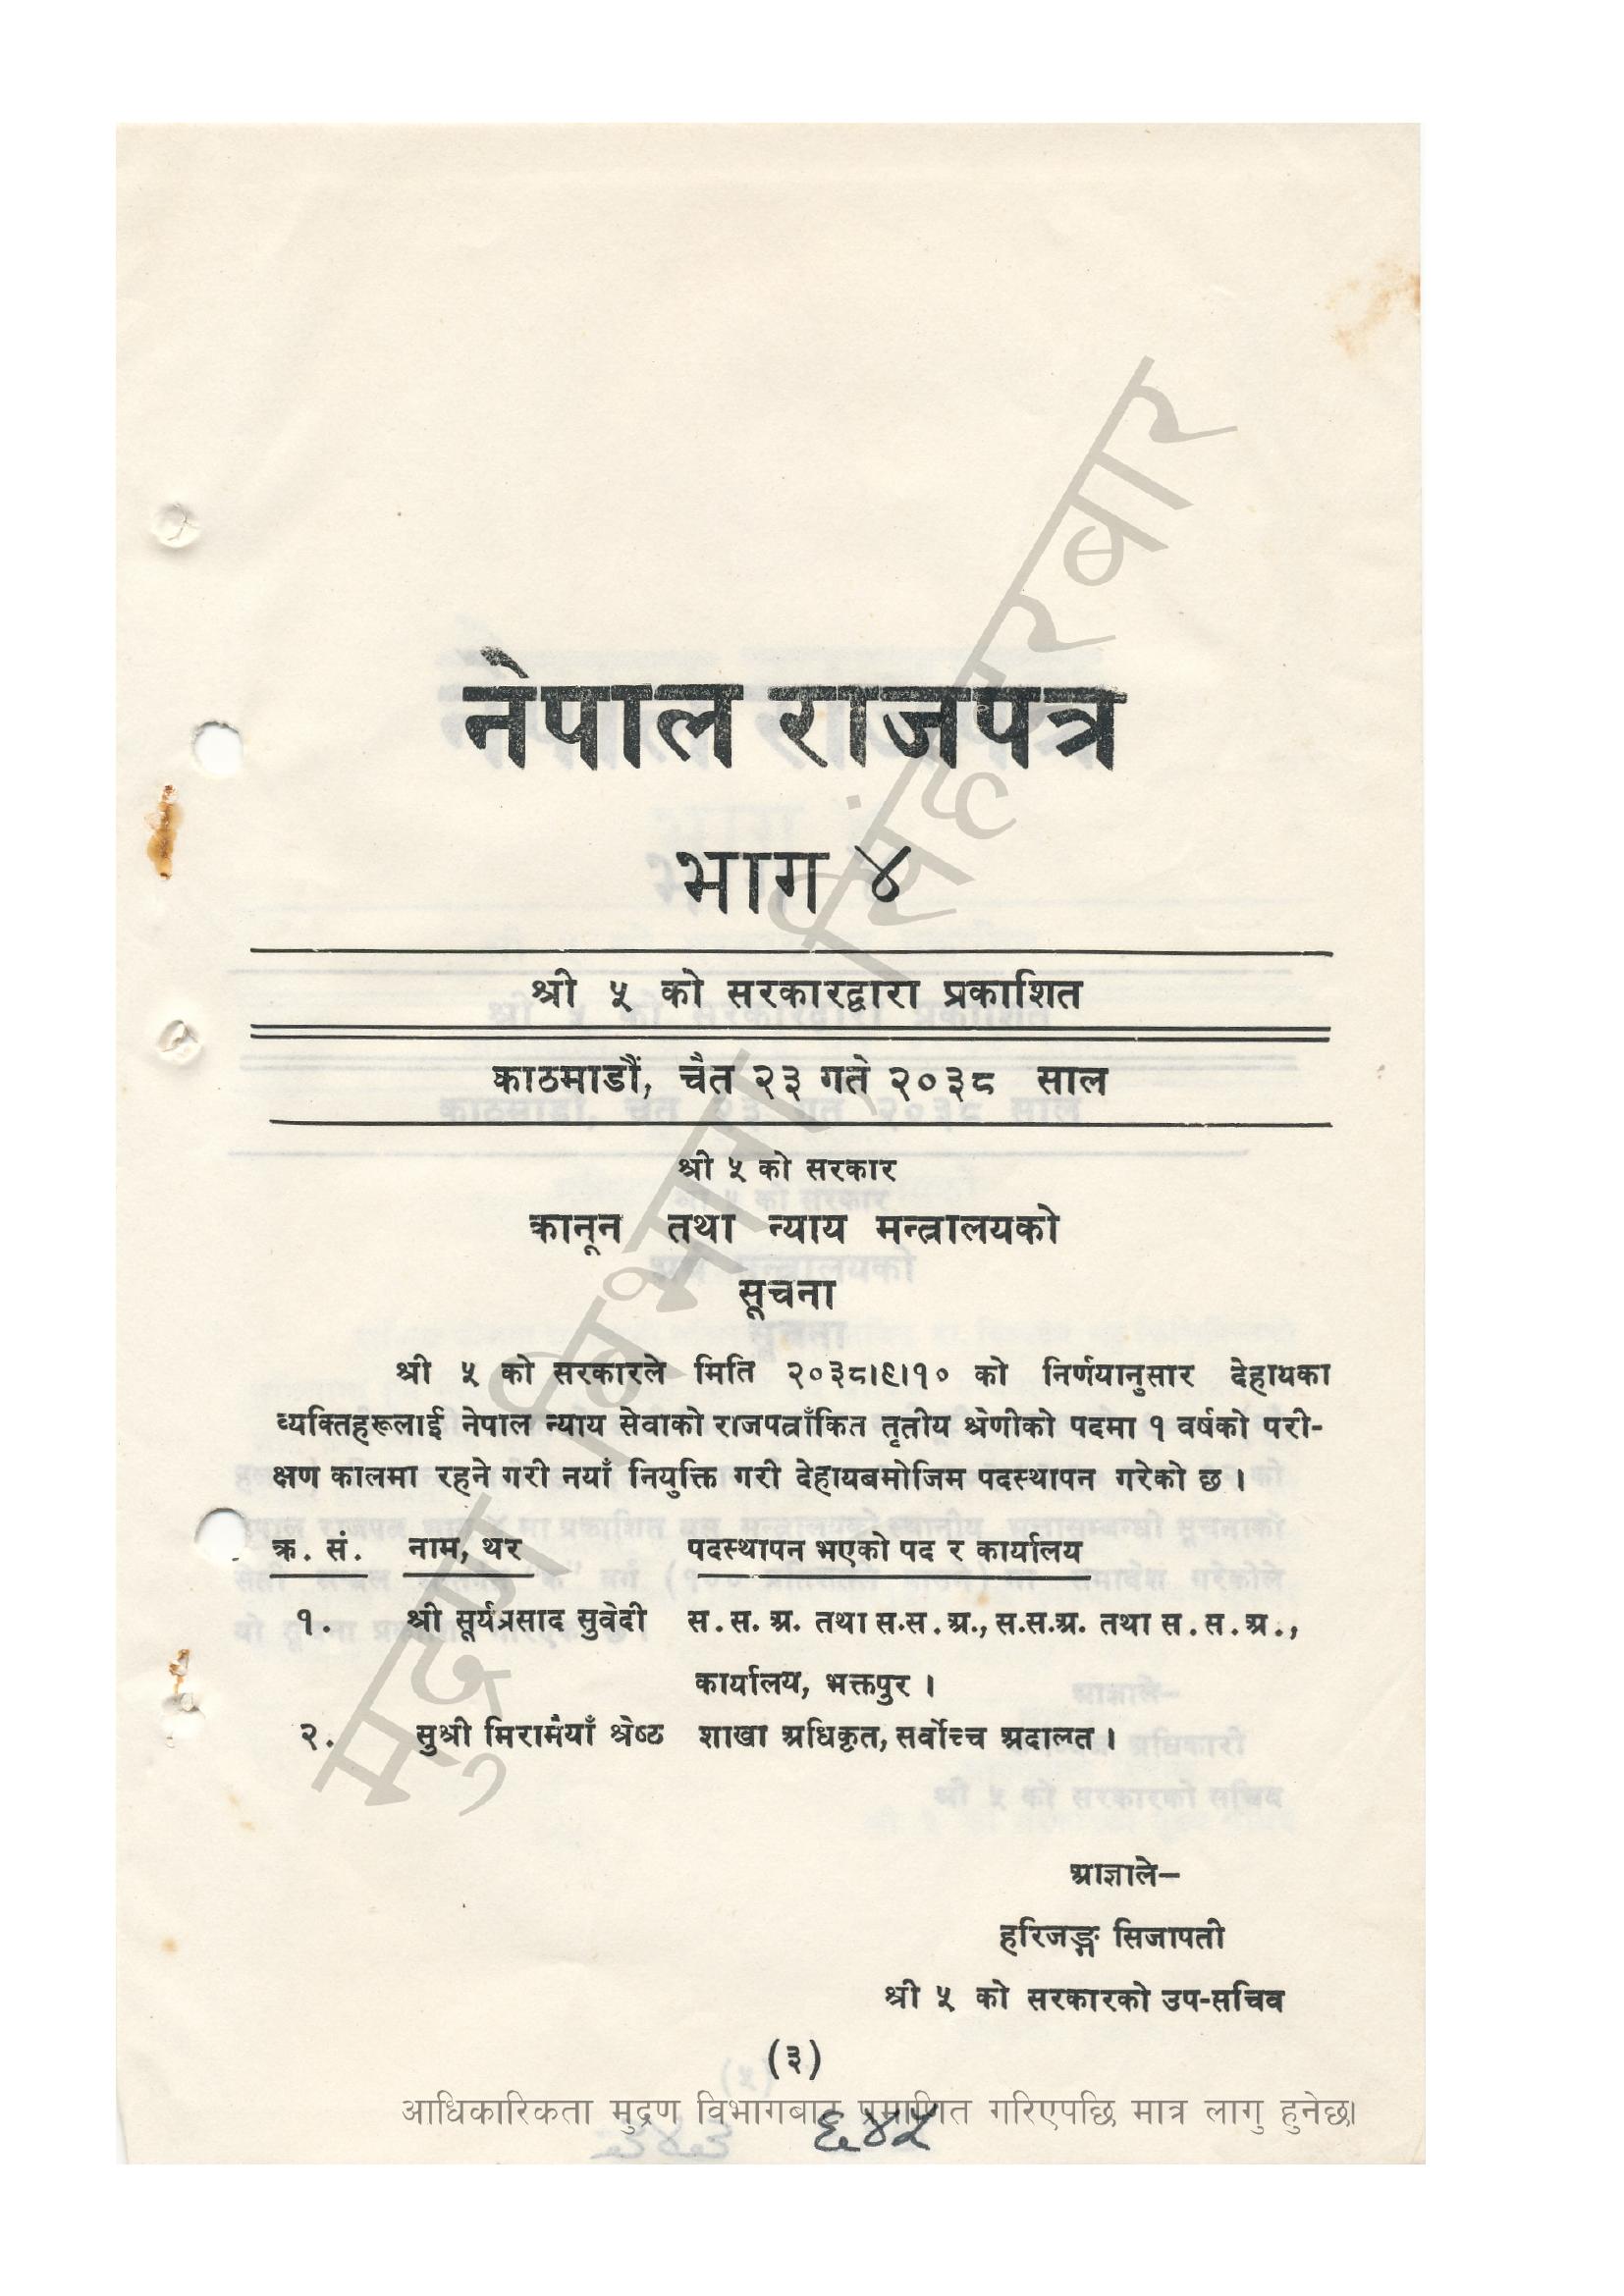 नेपाल राजपत्र
भाग ४
श्री ५ को सरकारद्वारा प्रकाशित
काठमाडौं, चैत २३ गते २०३८ साल
श्री ५ को सरकार
कानून तथा न्याय मन्त्रालयको
सूचना
श्री ५ को सरकारले मिति २०३८।९।१० को निर्णयानुसार देहायका
व्यक्तिहरूलाई नेपाल न्याय सेवाको राजपत्राँकित तृतीय श्रेणीको पदमा १ वर्षको परी-
क्षण कालमा रहने गरी नयाँ नियुक्ति गरी देहायबमोजिम पदस्थापन गरेको छ ।
क्र. सं. नाम, थर पदस्थापन भएको पद र कार्यालय
१. श्री सूर्यप्रसाद सुवेदी स.स.अ. तथा स.स.अ., स.स.अ. तथा स.स.अ.,
कार्यालय, भक्तपुर ।
२. सुश्री मिरामैयाँ श्रेष्ठ शाखा अधिकृत, सर्वोच्च अदालत ।
आज्ञाले–
हरिजङ्ग सिजापती
श्री ५ को सरकारको उप-सचिव
(३)
आधिकारिकता मुद्रण विभागबाट प्रमाणित गरिएपछि मात्र लागु हुनेछ।
६४५
मुद्रण विभाग, सिंहदरबार